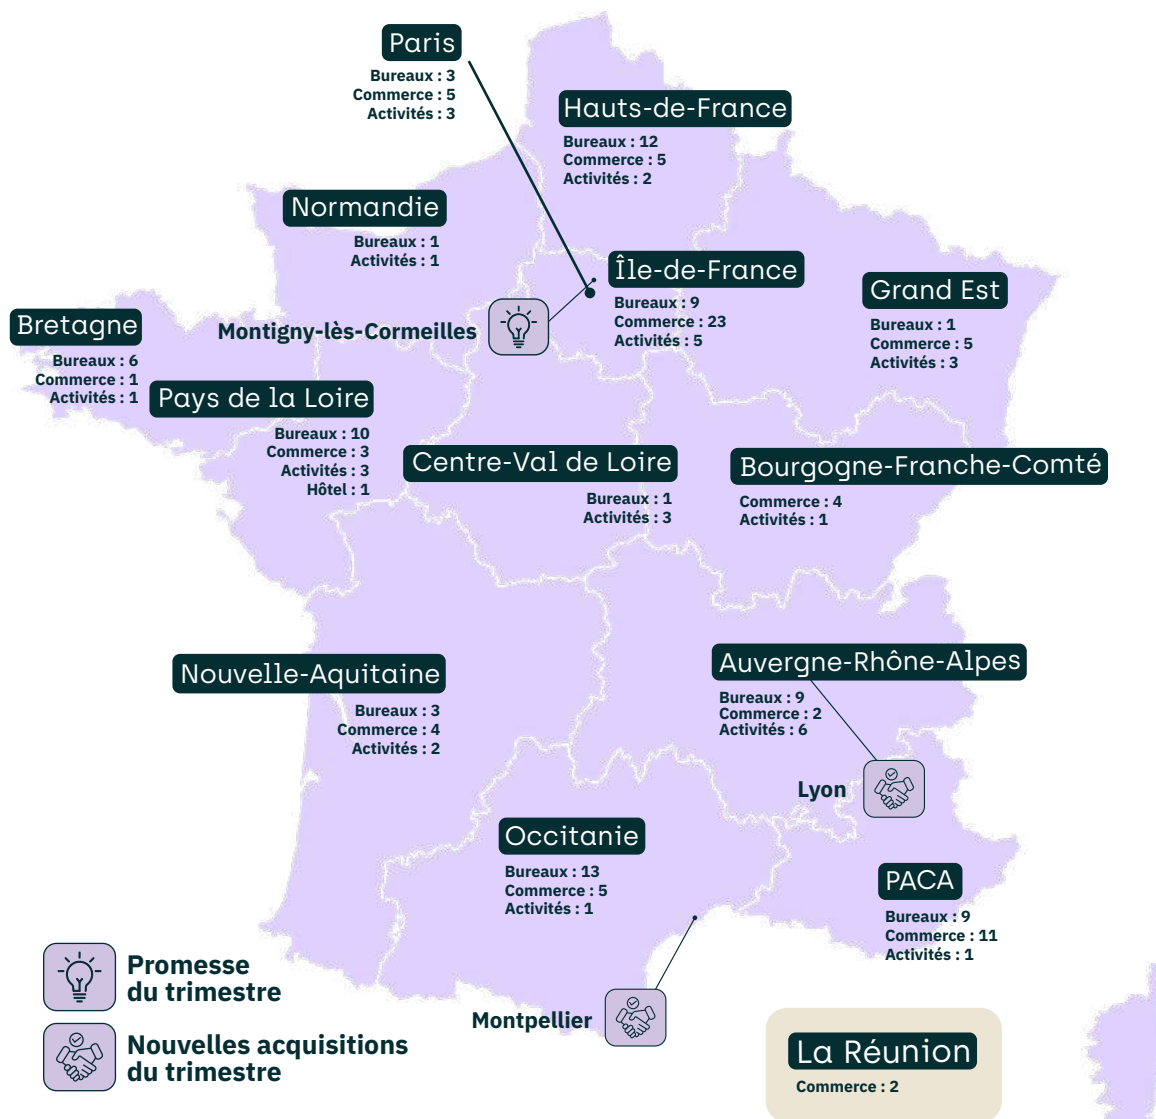 Paris
Bureaux : 3
Commerce : 5
Activités : 3
Hauts-de-France
Bureaux : 12
Commerce : 5
Activités : 2
Normandie
Bureaux : 1
Activités : 1
Île-de-France
Bureaux : 9
Commerce : 23
Activités : 5
Montigny-lès-Cormeilles
Grand Est
Bureaux : 1
Commerce : 5
Activités : 3
Bretagne
Bureaux : 6
Commerce : 1
Activités : 1
Pays de la Loire
Bureaux : 10
Commerce : 3
Activités : 3
Hôtel : 1
Centre-Val de Loire
Bureaux : 1
Activités : 3
Bourgogne-Franche-Comté
Commerce : 4
Activités : 1
Nouvelle-Aquitaine
Bureaux : 3
Commerce : 4
Activités : 2
Auvergne-Rhône-Alpes
Bureaux : 9
Commerce : 2
Activités : 6
Lyon
Occitanie
Bureaux : 13
Commerce : 5
Activités : 1
PACA
Bureaux : 9
Commerce : 11
Activités : 1
Montpellier
Promesse
du trimestre
Nouvelles acquisitions
du trimestre
La Réunion
Commerce : 2